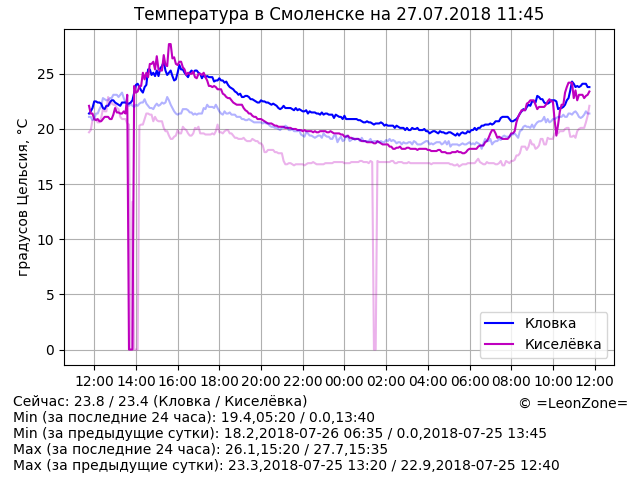 Температура в Смоленске на 27.07.2018 11:45
градусов Цельсия, °C
25
20
15
10
5
0
Кловка
Киселёвка
12:00 14:00 16:00 18:00 20:00 22:00 00:00 02:00 04:00 06:00 08:00 10:00 12:00
Сейчас: 23.8 / 23.4 (Кловка / Киселёвка)
© =LeonZone=
Min (за последние 24 часа): 19.4,05:20 / 0.0,13:40
Min (за предыдущие сутки): 18.2,2018-07-26 06:35 / 0.0,2018-07-25 13:45
Max (за последние 24 часа): 26.1,15:20 / 27.7,15:35
Max (за предыдущие сутки): 23.3,2018-07-25 13:20 / 22.9,2018-07-25 12:40